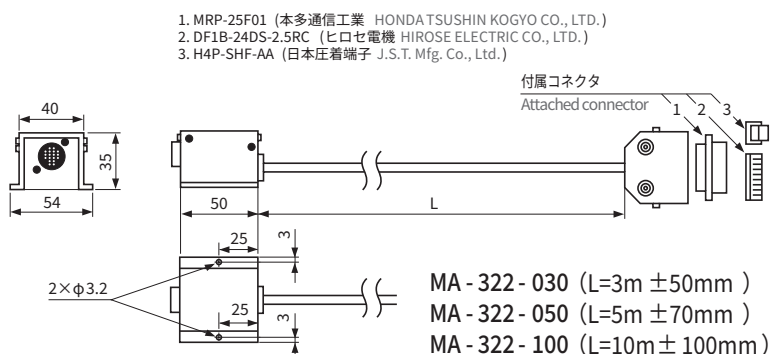 1. MRP-25F01 (本多通信工業 HONDA TSUSHIN KOGYO CO., LTD.)
2. DF1B-24DS-2.5RC (ヒロセ電機 HIROSE ELECTRIC CO., LTD.)
3. H4P-SHF-AA (日本圧着端子 J.S.T. Mfg. Co., Ltd.)
付属コネクタ
Attached connector
1 2 3
40
35
54
50
L
25
3
2×φ3.2
25
3
MA - 322 - 030 (L=3m ±50mm )
MA - 322 - 050 (L=5m ±70mm )
MA - 322 - 100 (L=10m± 100mm)